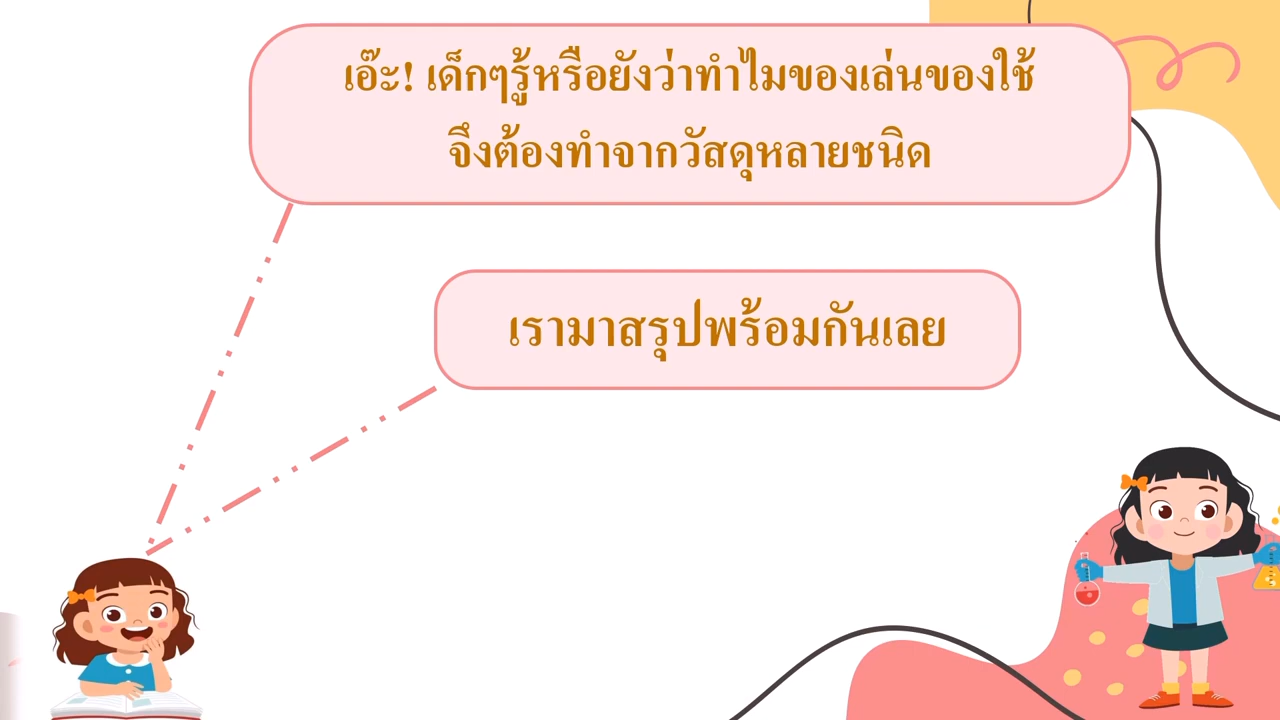 เอ๊ะ! เด็กๆรู้หรือยังว่าทำไมของเล่นของใช้
จึงต้องทำจากวัสดุหลายชนิด
เรามาสรุปพร้อมกันเลย